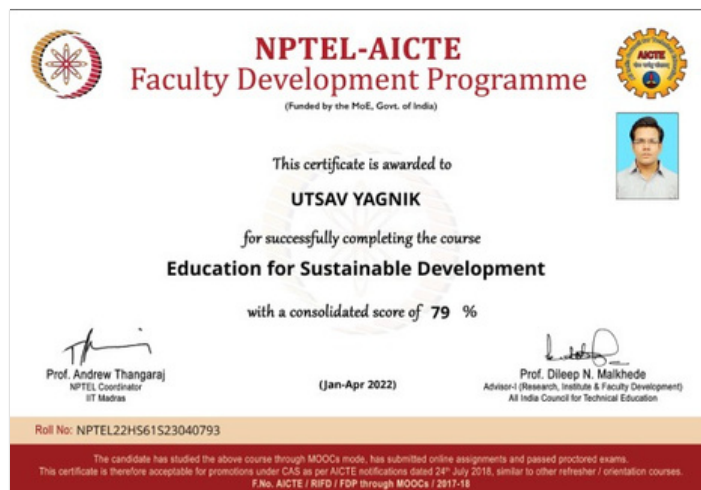 NPTEL-AICTE
Faculty Development Programme
(Funded by the MoE, Govt. of India)
AICTE
This certificate is awarded to
UTSAV YAGNIK
for successfully completing the course
Education for Sustainable Development
with a consolidated score of 79 %
Prof. Andrew Thangaraj
NPTEL Coordinator
IIT Madras
(Jan-Apr 2022)
Prof. Dileep N. Malkhede
Advisor-I (Research, Institute & Faculty Development)
All India Council for Technical Education
Roll No: NPTEL22HS61S23040793
The candidate has studied the above course through MOOCs mode, has submitted online assignments and passed proctored exams.
This certificate is therefore acceptable for promotions under CAS as per AICTE notifications dated 24th July 2018, similar to other refresher / orientation courses.
F.No. AICTE / RIFD / FDP through MOOCs / 2017-18